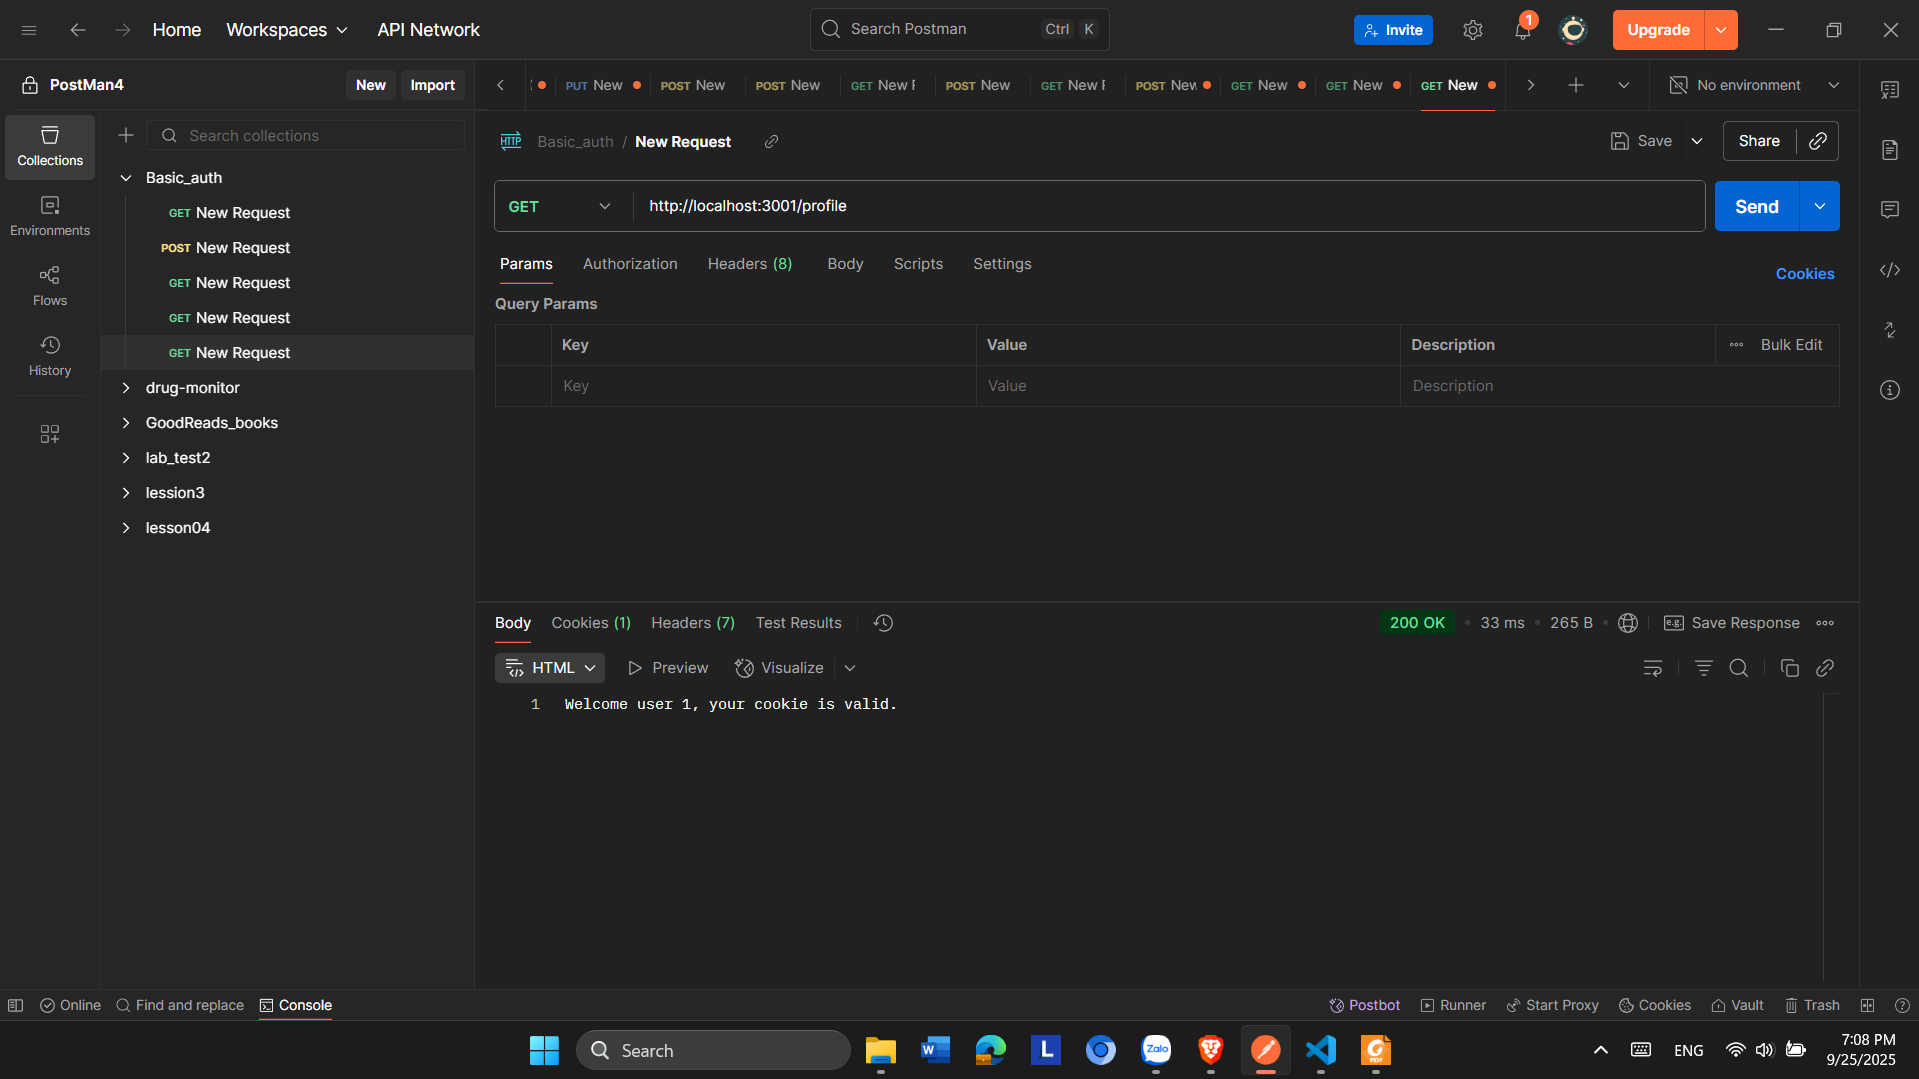 Home
Workspaces
API Network
Search Postman
Ctrl K
Invite
1
Upgrade
PostMan4
New
Import
PUT New
POST New
POST New
GET New
POST New
GET New
POST New
GET New
GET New
GET New
No environment
Collections
Environments
Flows
History
Search collections
Basic_auth
GET New Request
POST New Request
GET New Request
GET New Request
GET New Request
drug-monitor
GoodReads_books
lab_test2
lession3
lesson04
HTTP
Basic_auth / New Request
Save
Share
GET
http://localhost:3001/profile
Send
Params
Authorization
Headers (8)
Body
Scripts
Settings
Cookies
Query Params
Key
Value
Description
Bulk Edit
Key
Value
Description
Body
Cookies (1)
Headers (7)
Test Results
200 OK
33 ms
265 B
e.g.
Save Response
HTML
Preview
Visualize
1 Welcome user 1, your cookie is valid.
Online
Find and replace
Console
Postbot
Runner
Start Proxy
Cookies
Vault
Trash
Search
W
L
Zalo
PDF
ENG
7:08 PM
9/25/2025